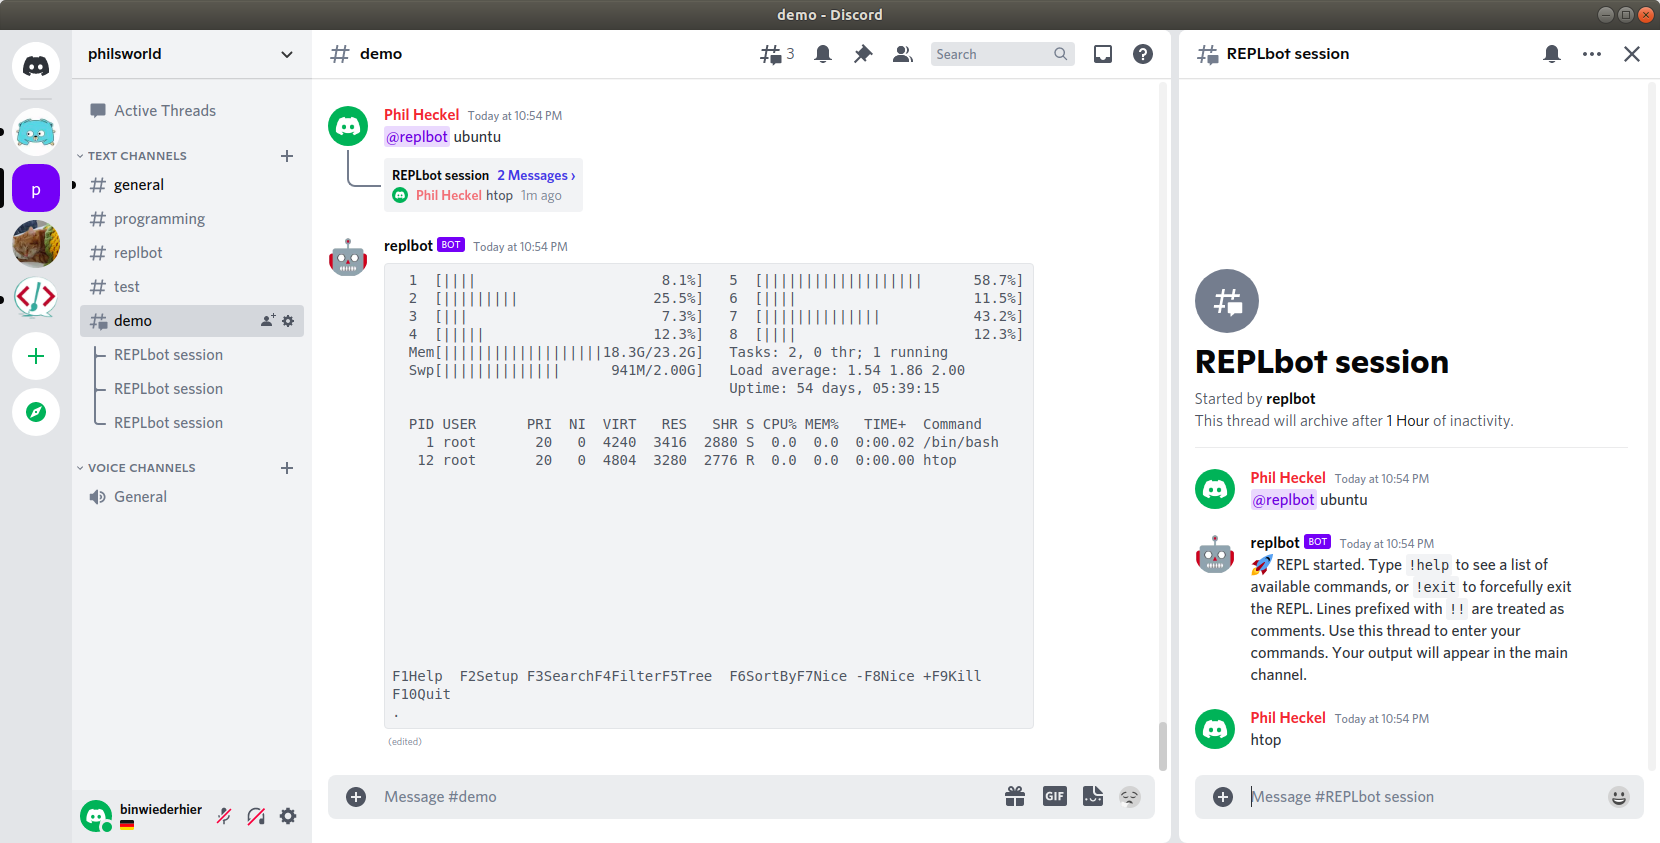 demo - Discord
philsworld
Active Threads
TEXT CHANNELS
general
programming
replbot
test
demo
REPLbot session
REPLbot session
REPLbot session
VOICE CHANNELS
General
binwiederhier
p
demo
3
Search
Phil Heckel Today at 10:54 PM
@replbot ubuntu
REPLbot session 2 Messages ›
Phil Heckel htop 1m ago
replbot BOT Today at 10:54 PM
1 [|||| 8.1%] 5 [||||||||||||||||||| 58.7%]
2 [||||||||| 25.5%] 6 [|||| 11.5%]
3 [||| 7.3%] 7 [|||||||||||||| 43.2%]
4 [||||| 12.3%] 8 [|||| 12.3%]
Mem[|||||||||||||||||||18.3G/23.2G] Tasks: 2, 0 thr; 1 running
Swp[|||||||||||||| 941M/2.00G] Load average: 1.54 1.86 2.00
Uptime: 54 days, 05:39:15
PID USER PRI NI VIRT RES SHR S CPU% MEM% TIME+ Command
1 root 20 0 4240 3416 2880 S 0.0 0.0 0:00.02 /bin/bash
12 root 20 0 4804 3280 2776 R 0.0 0.0 0:00.00 htop
F1Help F2Setup F3SearchF4FilterF5Tree F6SortByF7Nice -F8Nice +F9Kill
F10Quit
.
(edited)
Message #demo
GIF
REPLbot session
REPLbot session
Started by replbot
This thread will archive after 1 Hour of inactivity.
Phil Heckel Today at 10:54 PM
@replbot ubuntu
replbot BOT Today at 10:54 PM
🚀 REPL started. Type !help to see a list of
available commands, or !exit to forcefully exit
the REPL. Lines prefixed with !! are treated as
comments. Use this thread to enter your
commands. Your output will appear in the main
channel.
Phil Heckel Today at 10:54 PM
htop
Message #REPLbot session